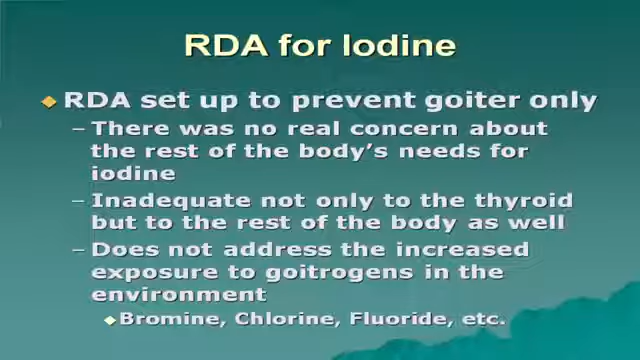 RDA for Iodine
RDA set up to prevent goiter only
– There was no real concern about
the rest of the body's needs for
iodine
– Inadequate not only to the thyroid
but to the rest of the body as well
– Does not address the increased
exposure to goitrogens in the
environment
Bromine, Chlorine, Fluoride, etc.